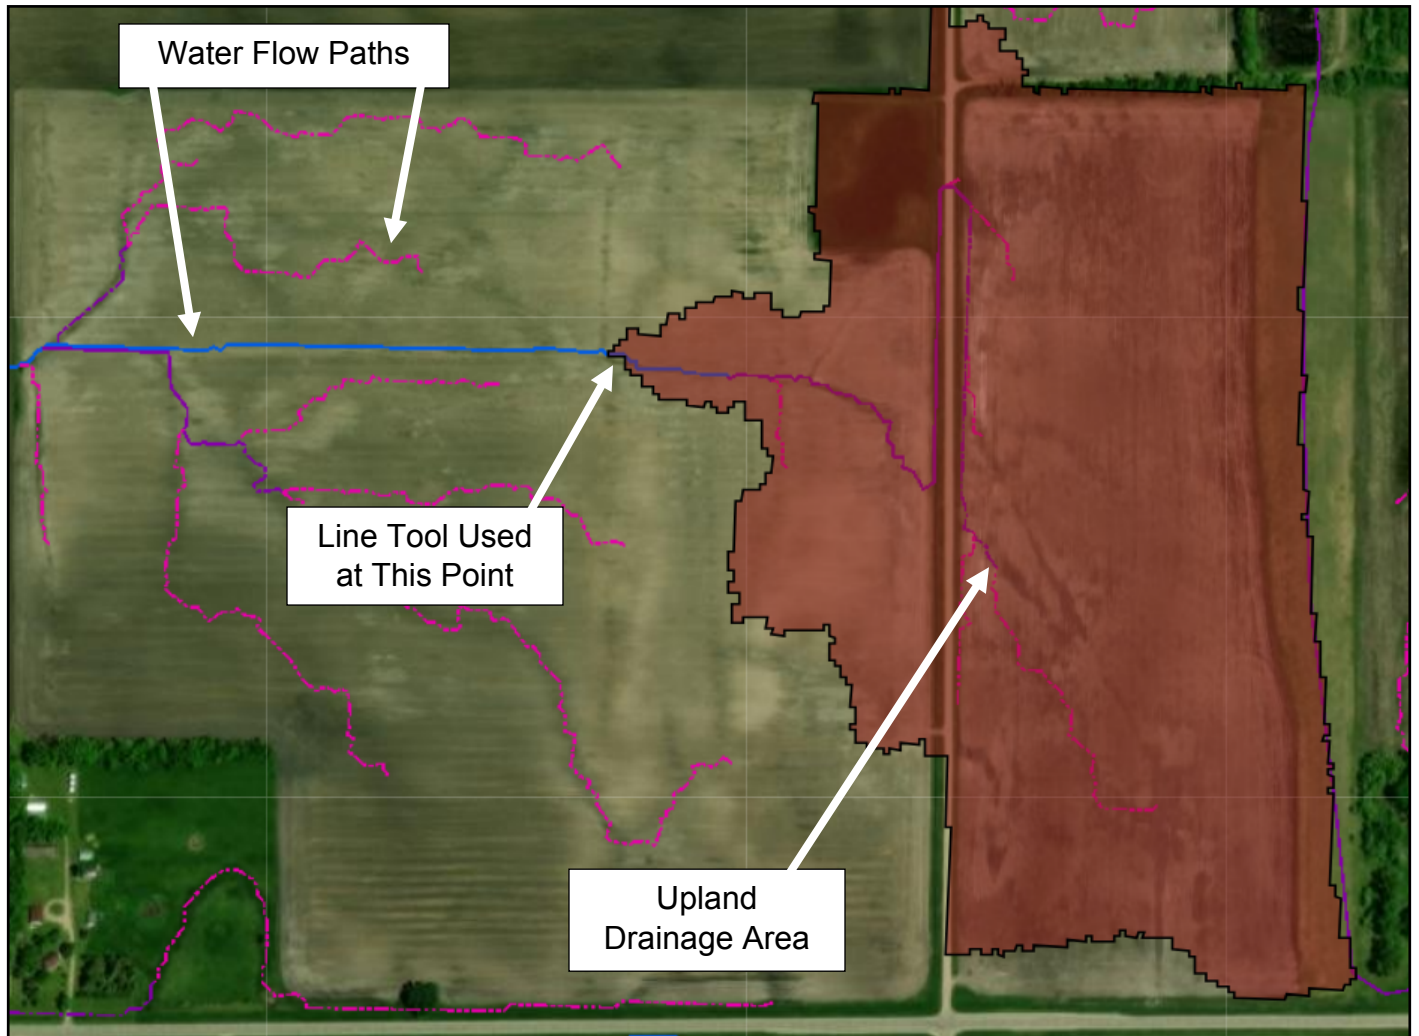 Water Flow Paths
Line Tool Used
at This Point
Upland
Drainage Area